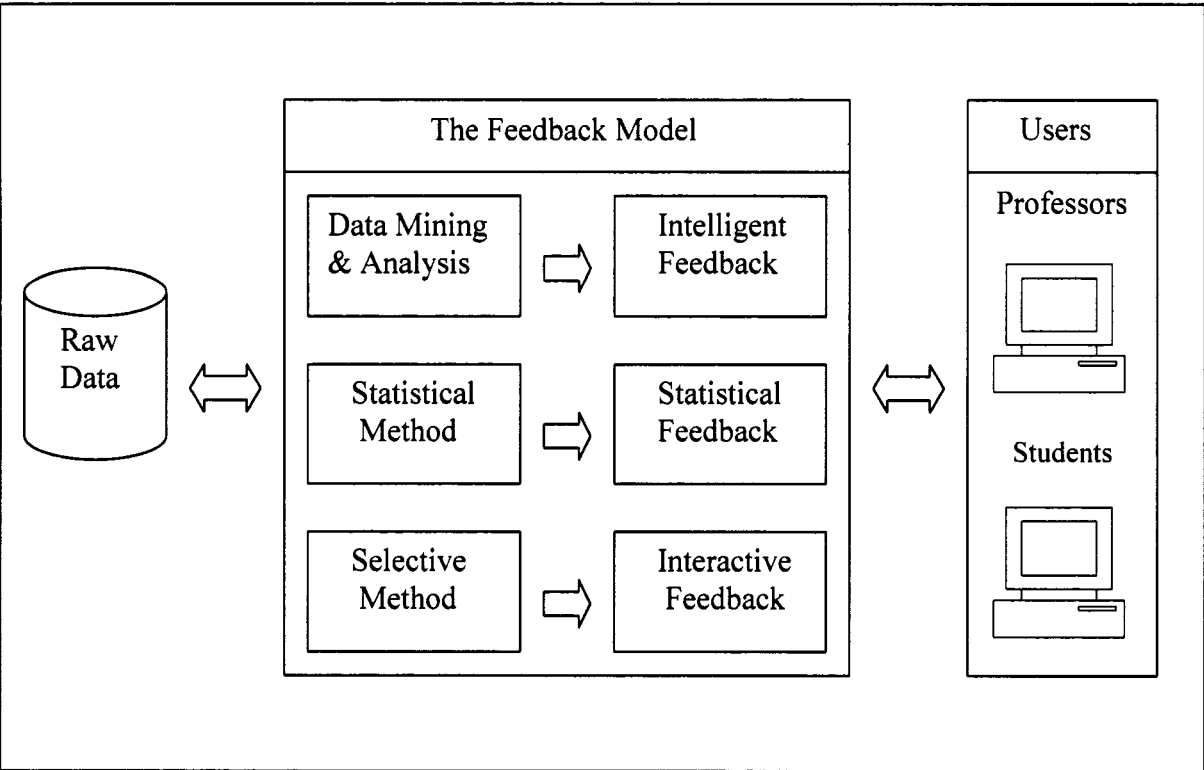 The Feedback Model
Users
Data Mining
& Analysis
Intelligent
Feedback
Professors
Raw
Data
Statistical
Method
Statistical
Feedback
Students
Selective
Method
Interactive
Feedback